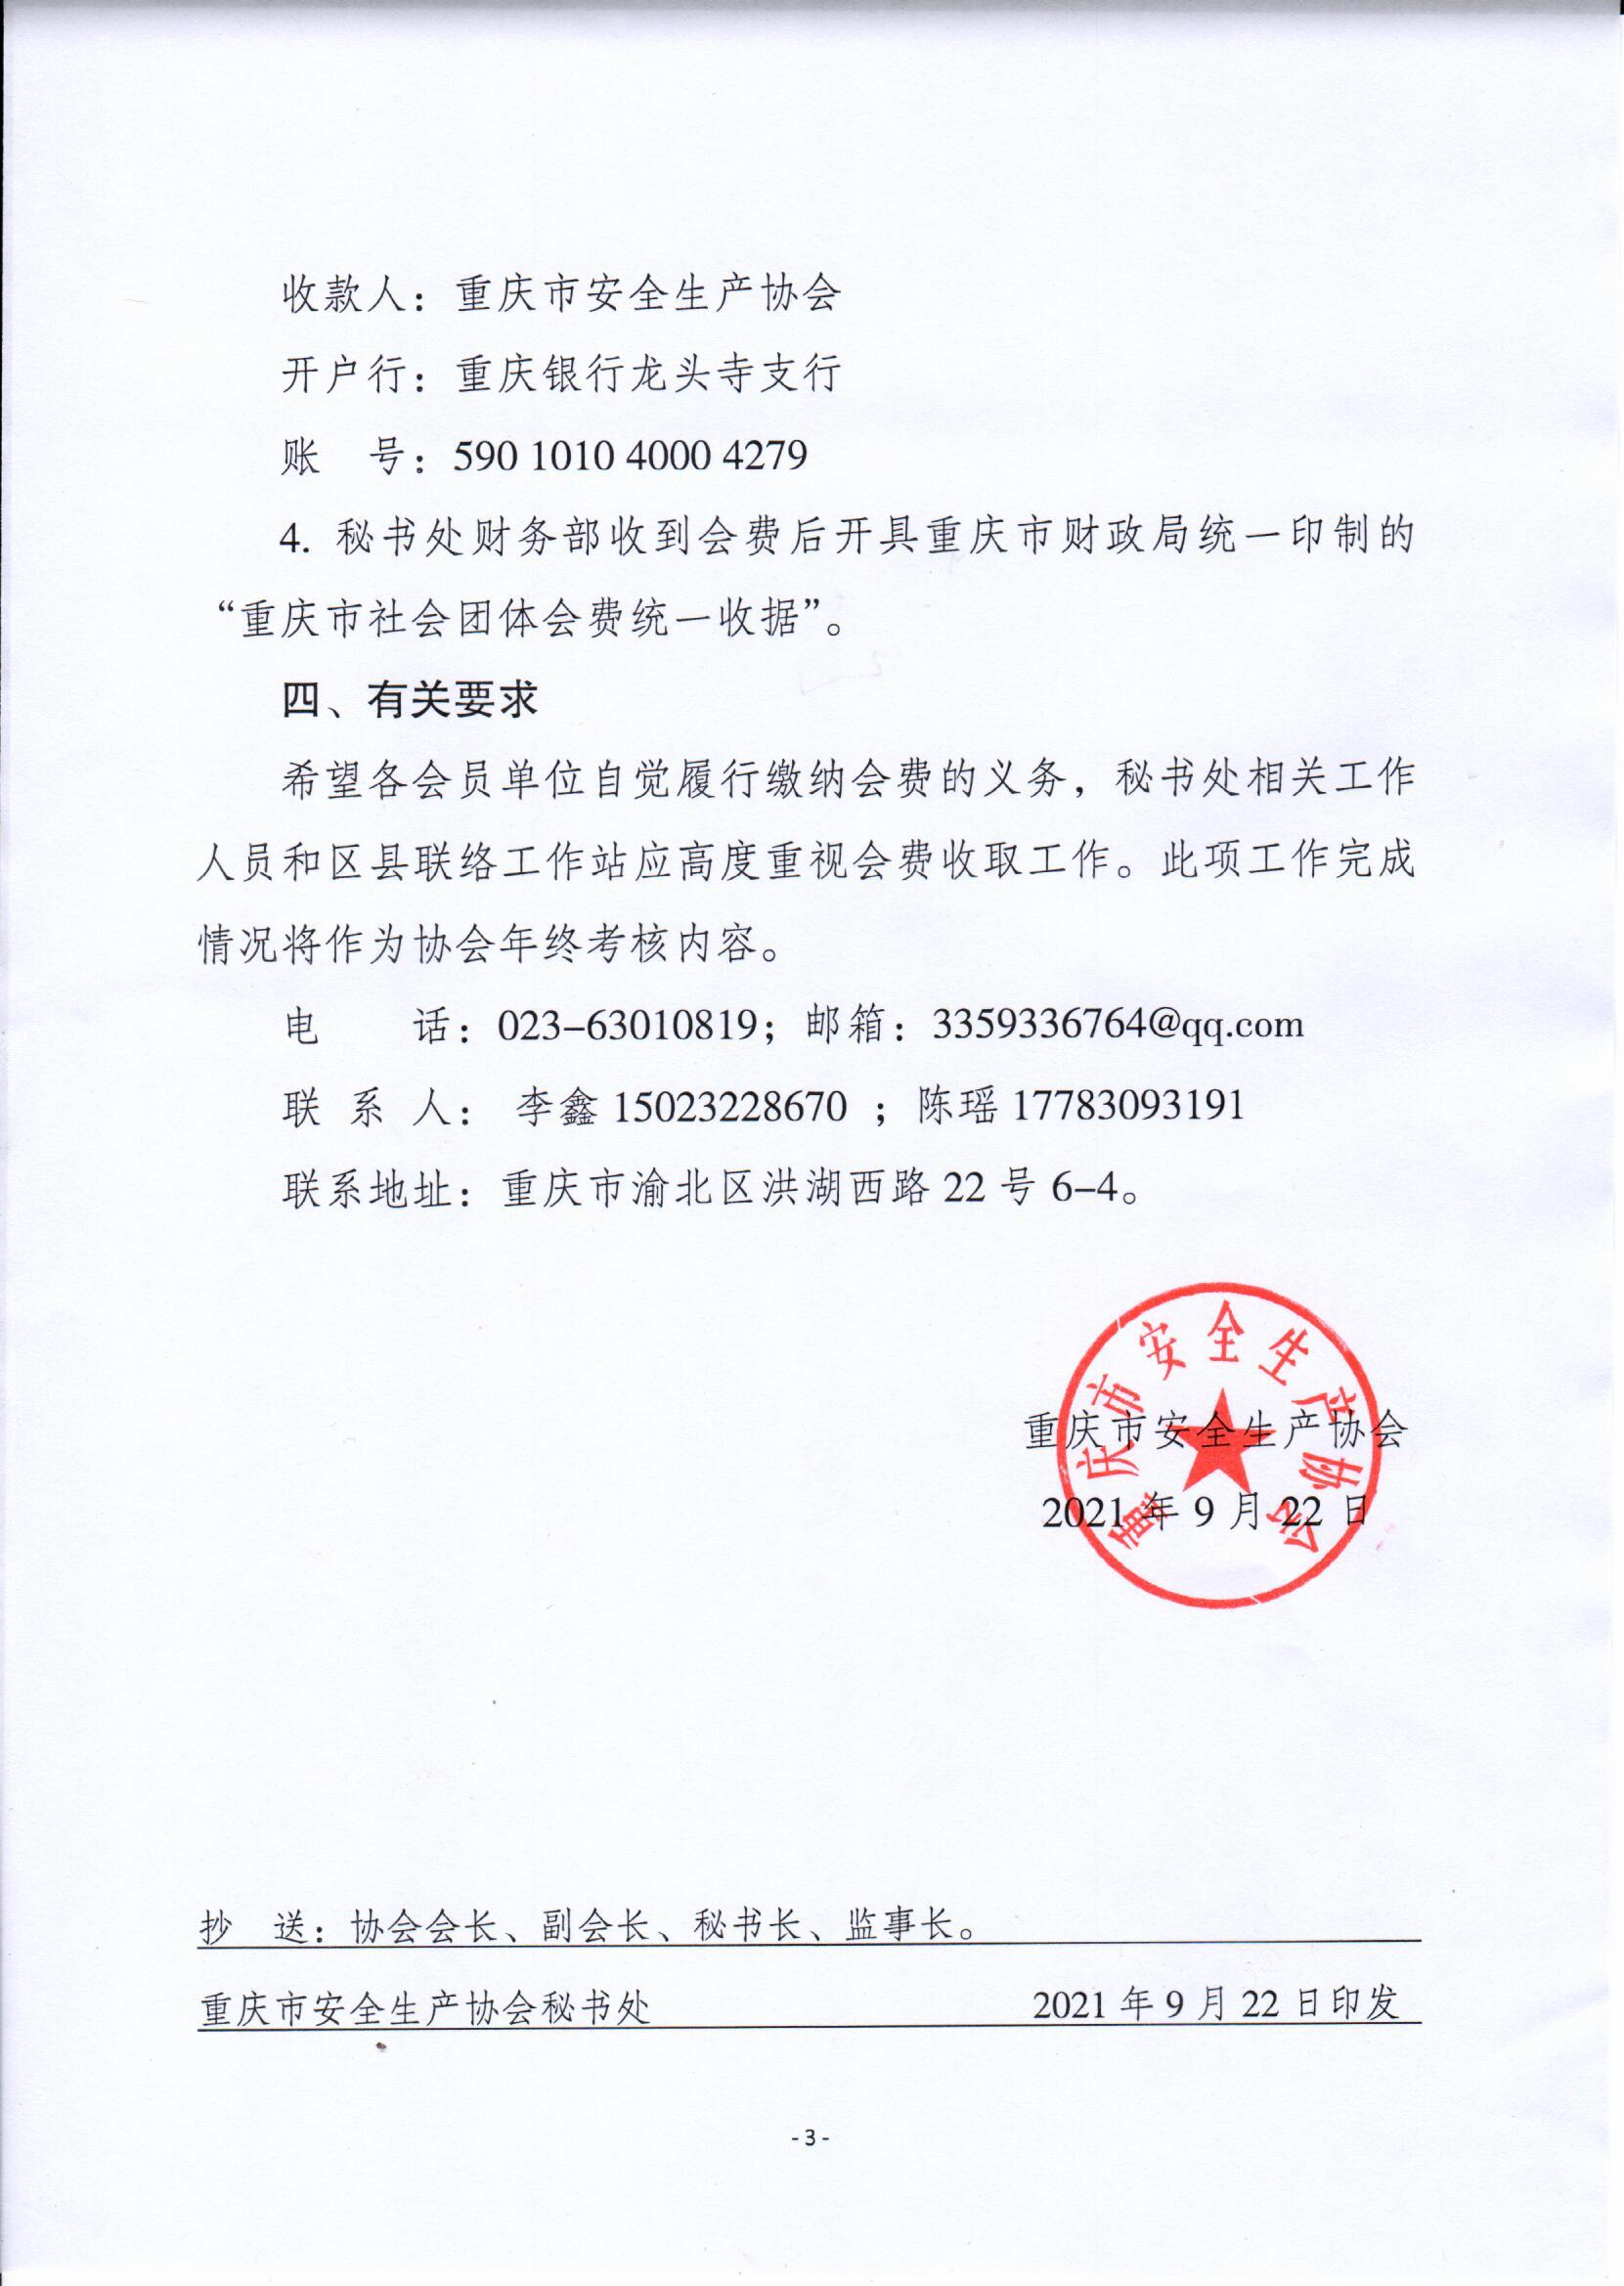 收款人：重庆市安全生产协会
开户行：重庆银行龙头寺支行
账　号：590 1010 4000 4279
4. 秘书处财务部收到会费后开具重庆市财政局统一印制的
“重庆市社会团体会费统一收据”。
四、有关要求
希望各会员单位自觉履行缴纳会费的义务，秘书处相关工作
人员和区县联络工作站应高度重视会费收取工作。此项工作完成
情况将作为协会年终考核内容。
电　　话：023-63010819；邮箱：3359336764@qq.com
联 系 人： 李鑫 15023228670 ；陈瑶 17783093191
联系地址：重庆市渝北区洪湖西路 22 号 6-4。
重庆市安全生产协会
重庆市安全生产协会
2021 年 9 月 22 日
抄　送：协会会长、副会长、秘书长、监事长。
重庆市安全生产协会秘书处　2021 年 9 月 22 日印发
- 3 -